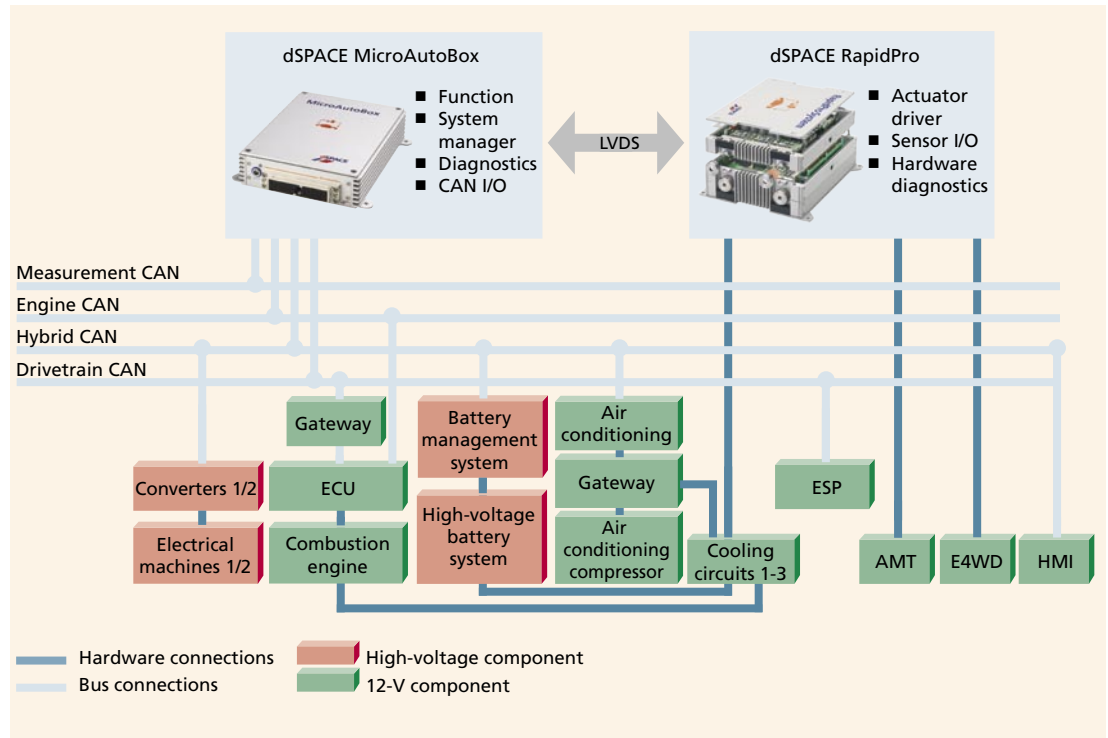 dSPACE MicroAutoBox
MicroAutoBox
Function
System
manager
Diagnostics
CAN I/O
LVDS
dSPACE RapidPro
Actuator
driver
Sensor I/O
Hardware
diagnostics
Measurement CAN
Engine CAN
Hybrid CAN
Drivetrain CAN
Gateway
Battery
management
system
Air
conditioning
Converters 1/2
ECU
Gateway
ESP
Electrical
machines 1/2
Combustion
engine
High-voltage
battery
system
Air
conditioning
compressor
Cooling
circuits 1-3
AMT
E4WD
HMI
Hardware connections
High-voltage component
Bus connections
12-V component